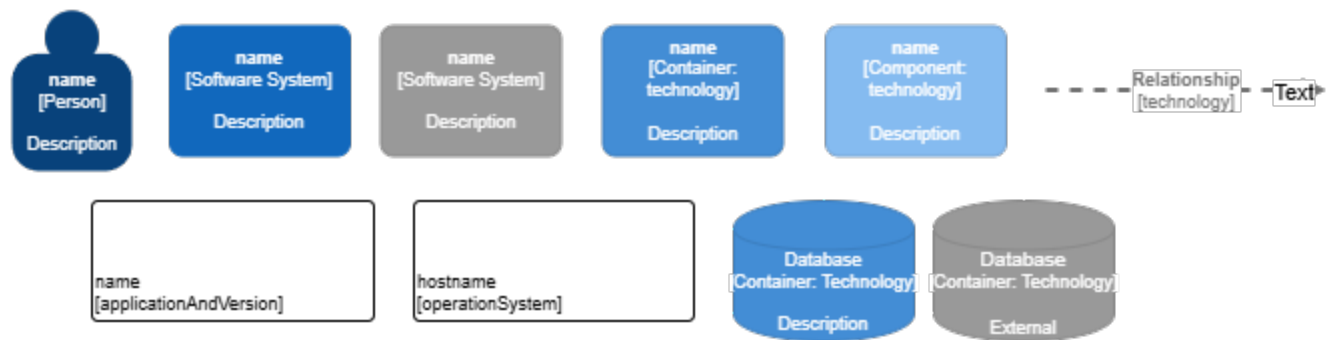 name
[Person]
Description
name
[Software System]
Description
name
[Software System]
Description
name
[Container:
technology]
Description
name
[Component:
technology]
Description
Relationship
[technology]
Text
name
[applicationAndVersion]
hostname
[operationSystem]
Database
[Container: Technology]
Description
Database
[Container: Technology]
External